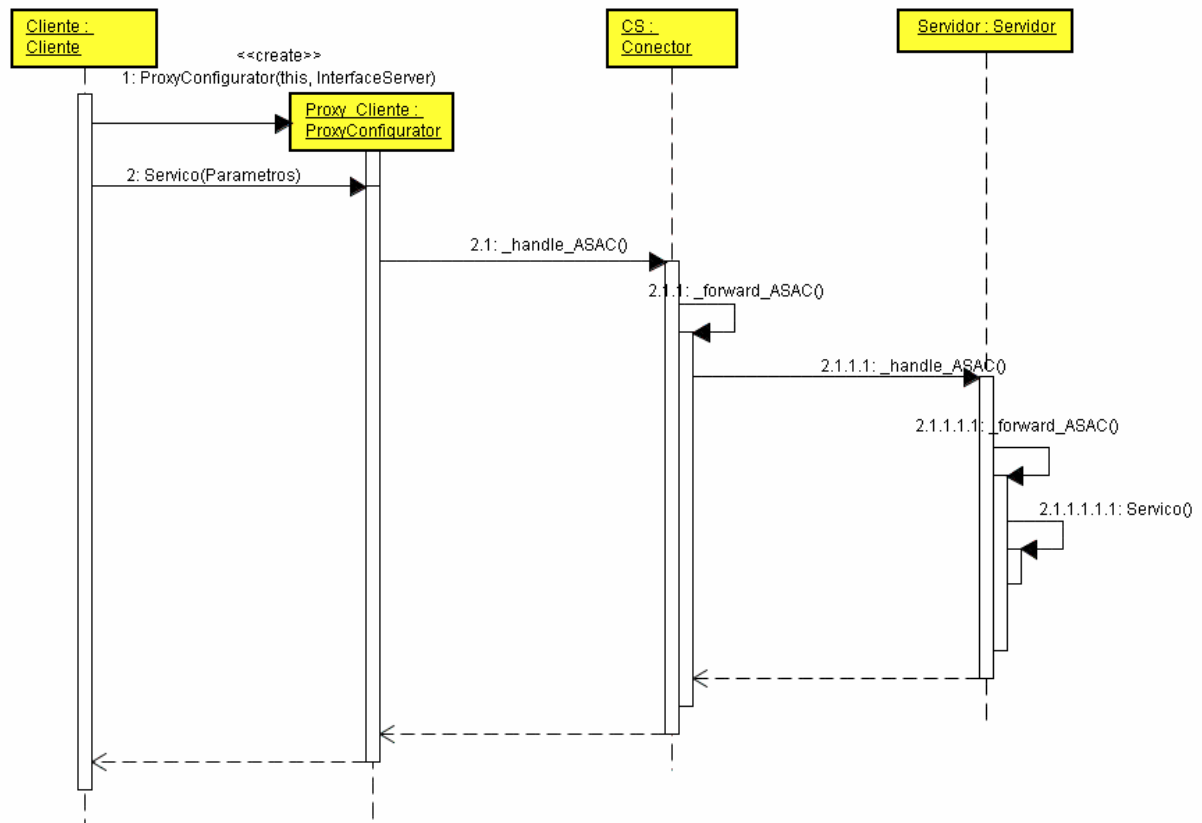 Cliente :
Cliente
CS :
Conector
Servidor : Servidor
<<create>>
1: ProxyConfigurator(this, InterfaceServer)
Proxy_Cliente :
ProxyConfigurator
2: Servico(Parametros)
2.1: _handle_ASAC()
2.1.1: _forward_ASAC()
2.1.1.1: _handle_ASAC()
2.1.1.1.1: _forward_ASAC()
2.1.1.1.1.1: Servico()